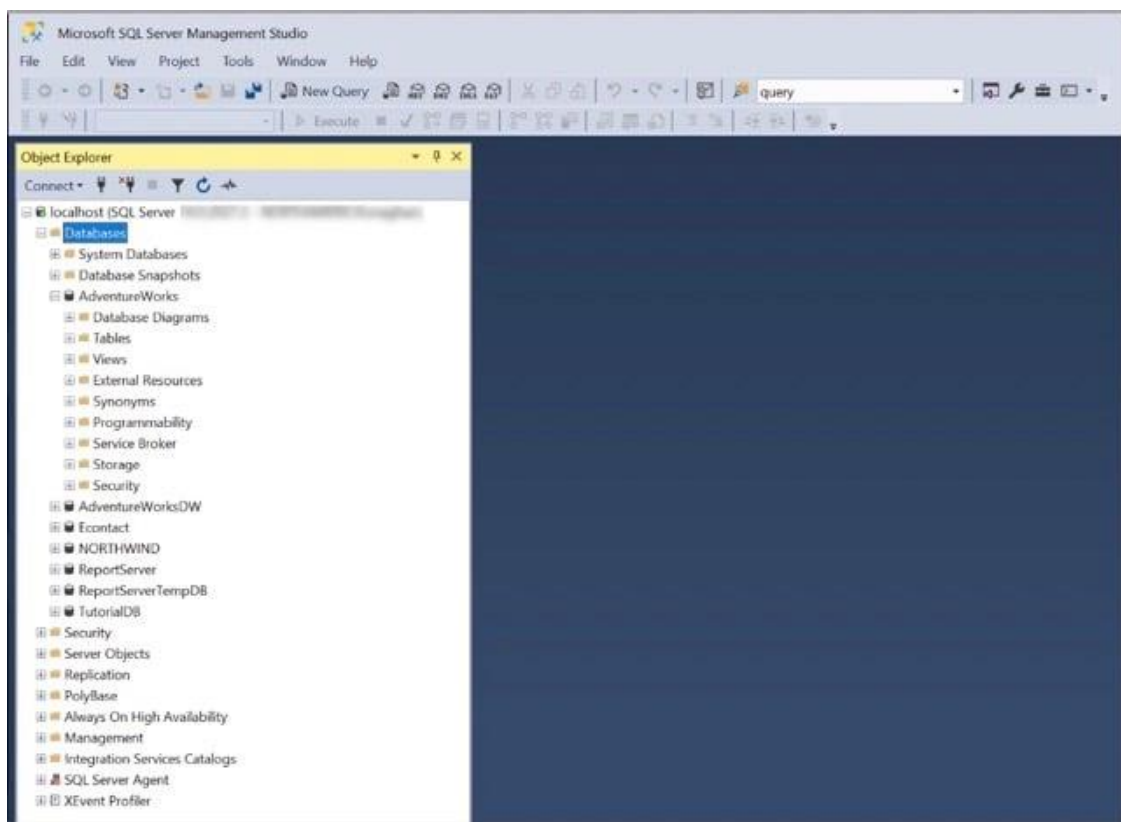 Microsoft SQL Server Management Studio
File Edit View Project Tools Window Help
New Query query
Execute
Object Explorer
Connect
localhost (SQL Server
Databases
System Databases
Database Snapshots
AdventureWorks
Database Diagrams
Tables
Views
External Resources
Synonyms
Programmability
Service Broker
Storage
Security
AdventureWorksDW
Econtact
NORTHWIND
ReportServer
ReportServerTempDB
TutorialDB
Security
Server Objects
Replication
PolyBase
Always On High Availability
Management
Integration Services Catalogs
SQL Server Agent
XEvent Profiler